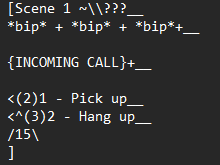 [Scene 1 ~\\???__
*bip* + *bip* + *bip*+__
{INCOMING CALL}+__
<(2)1 - Pick up__
<^(3)2 - Hang up__
/15\
]